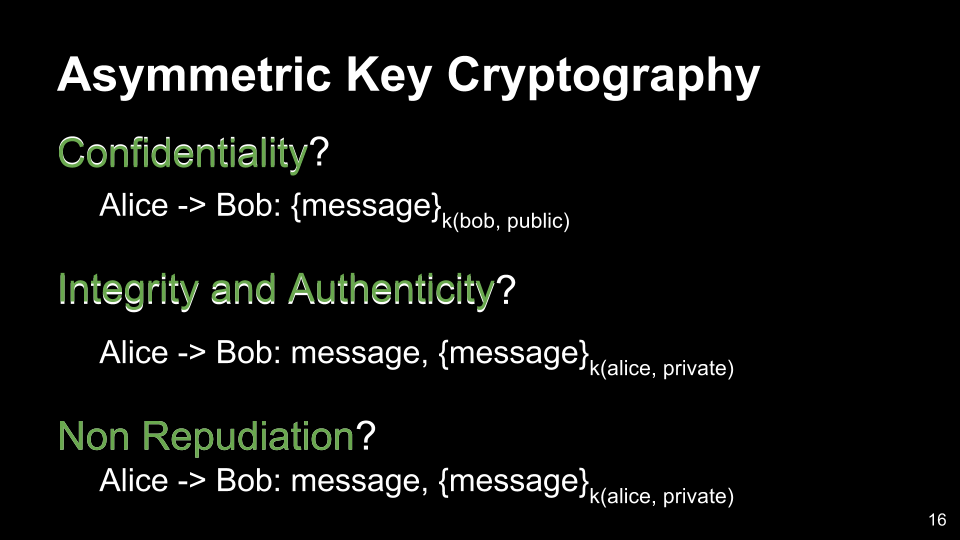 Asymmetric Key Cryptography
Confidentiality?
Alice -> Bob: {message}k(bob, public)
Integrity and Authenticity?
Alice -> Bob: message, {message}k(alice, private)
Non Repudiation?
Alice -> Bob: message, {message}k(alice, private)
16